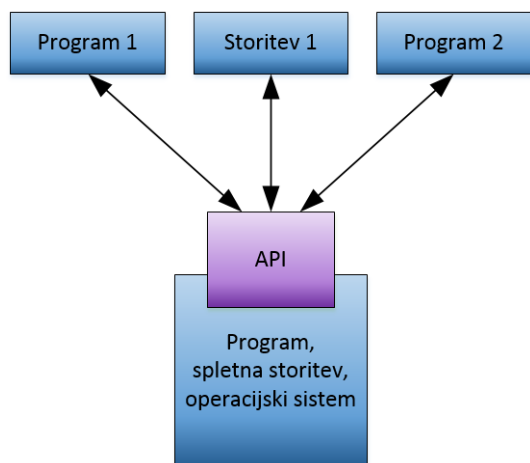 Program 1
Storitev 1
Program 2
API
Program,
spletna storitev,
operacijski sistem